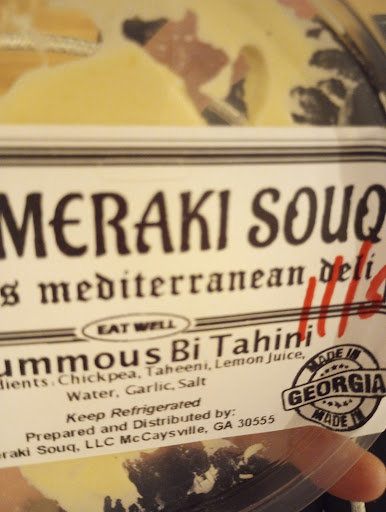 MERAKI SOUQ
s mediterranean deli
11/8
EAT WELL
ummous Bi Tahini
dients: Chickpea, Taheeni, Lemon Juice,
Water, Garlic, Salt
Keep Refrigerated
Prepared and Distributed by:
eraki Souq, LLC McCaysville, GA 30555
MADE IN
GEORGIA
MADE IN